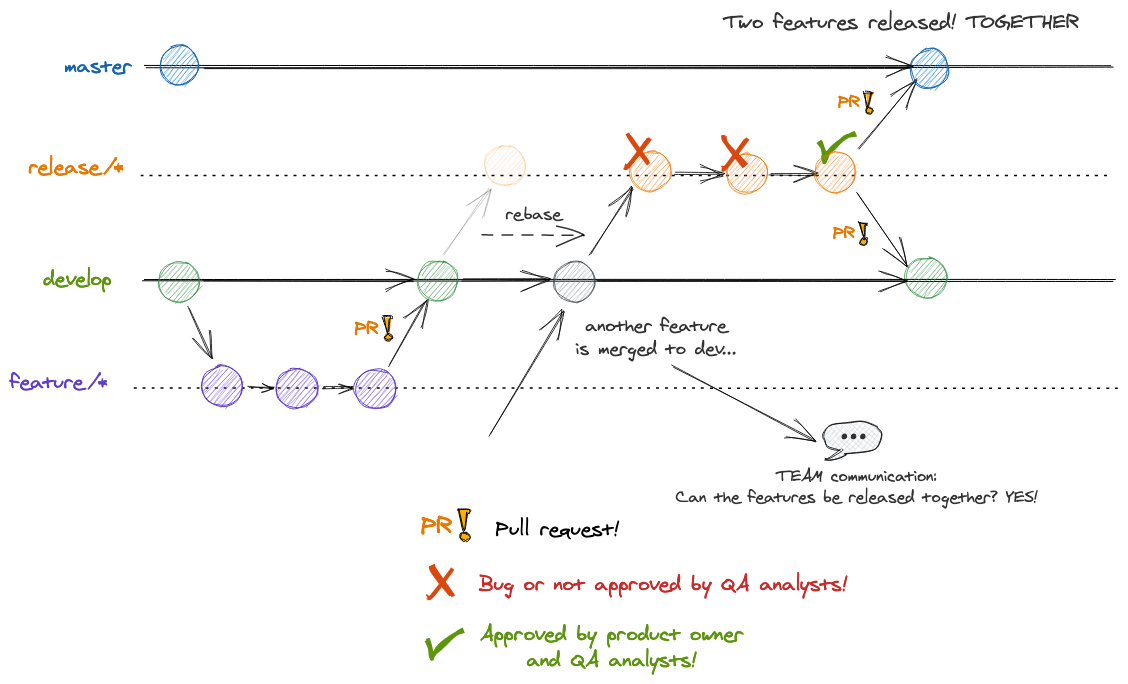 Two features released! TOGETHER
master
PR!
release/*
rebase
PR!
develop
PR!
another feature
is merged to dev...
feature/*
TEAM communication:
Can the features be released together? YES!
PR! Pull request!
Bug or not approved by QA analysts!
Approved by product owner
and QA analysts!